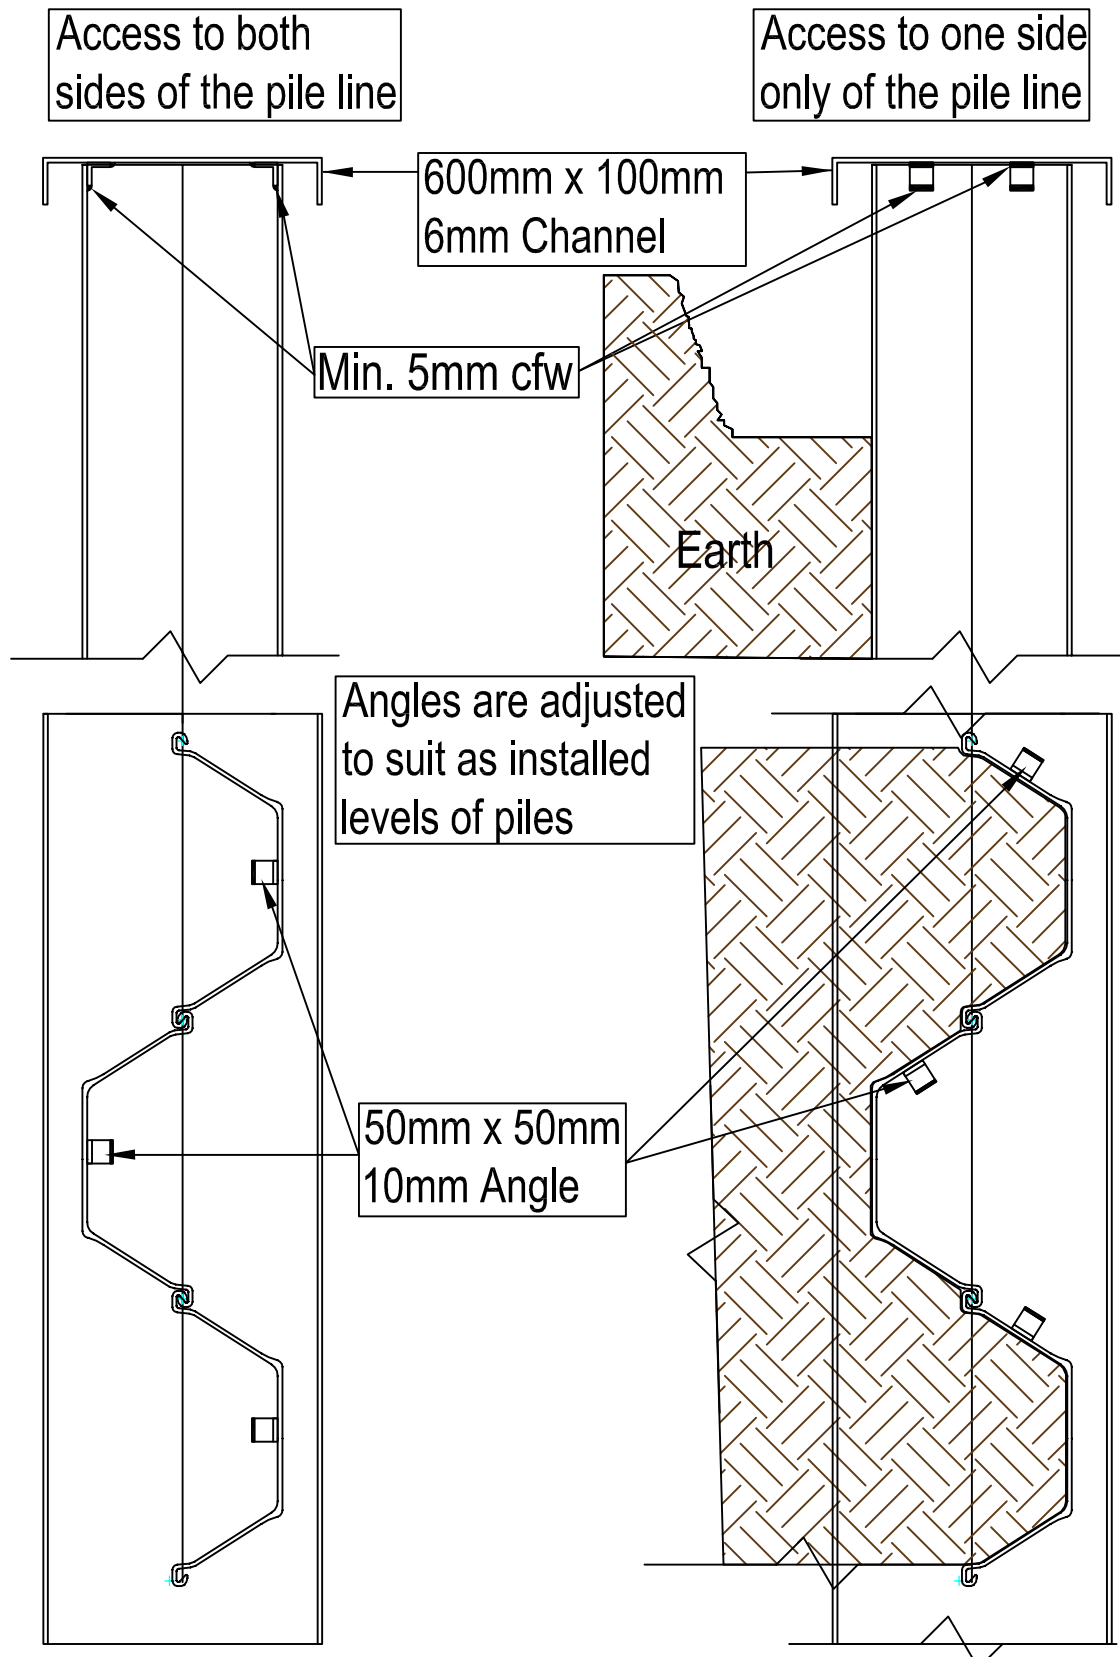 Access to both
sides of the pile line
Access to one side
only of the pile line
600mm x 100mm
6mm Channel
Min. 5mm cfw
Earth
Angles are adjusted
to suit as installed
levels of piles
50mm x 50mm
10mm Angle